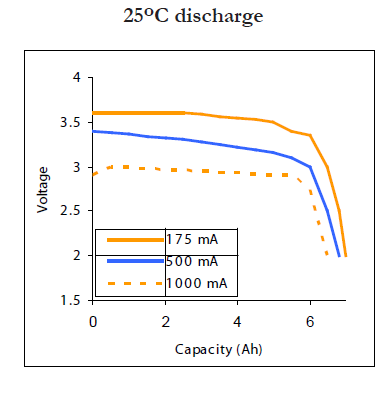 25ºC discharge
4
3.5
3
2.5
2
1.5
Voltage
175 mA
500 mA
1000 mA
0 2 4 6
Capacity (Ah)